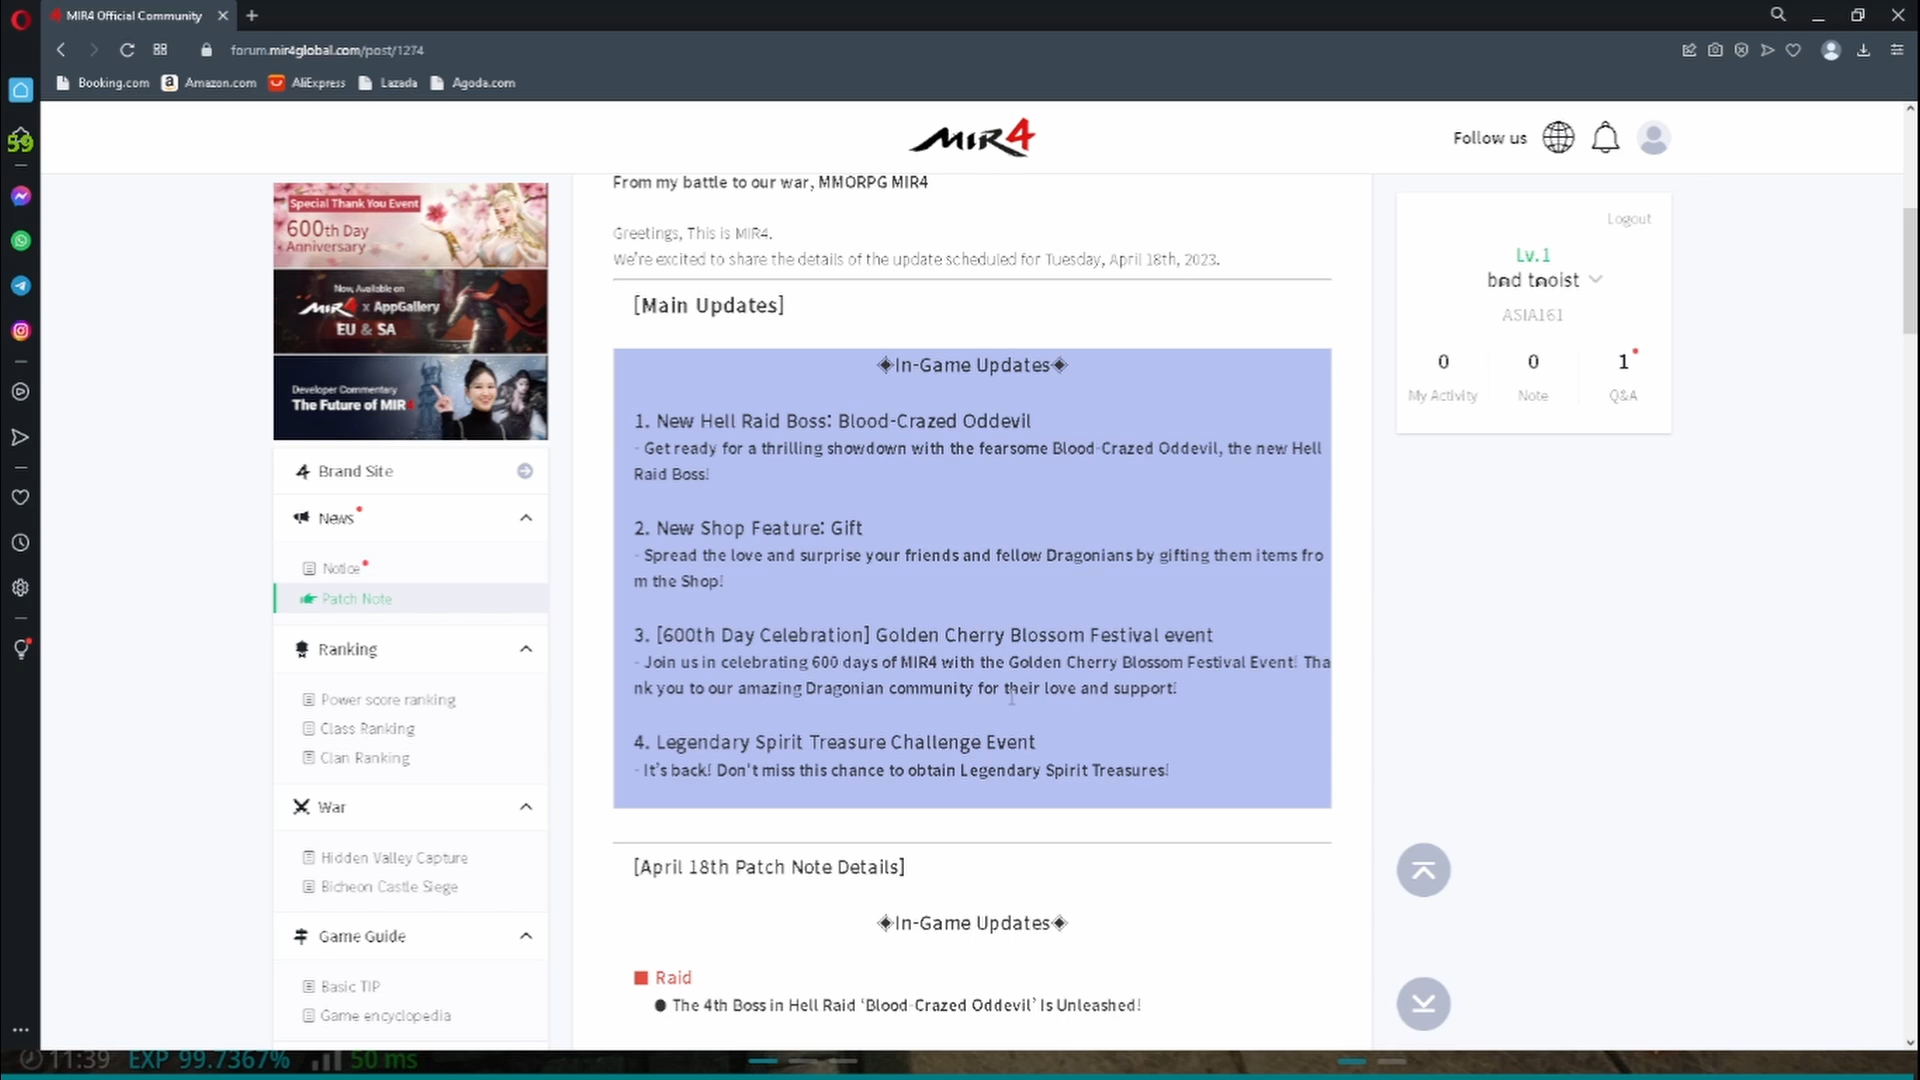 MIR4 Official Community
forum.mir4global.com/post/1274
Booking.com
Amazon.com
AliExpress
Lazada
Agoda.com
59
MIR4
Follow us
Special Thank You Event
600th Day
Anniversary
Now, Available on
MIR4 x AppGallery
EU & SA
Developer Commentary
The Future of MIR4
Brand Site
News
Notice
Patch Note
Ranking
Power score ranking
Class Ranking
Clan Ranking
War
Hidden Valley Capture
Bicheon Castle Siege
Game Guide
Basic TIP
Game encyclopedia
From my battle to our war, MMORPG MIR4
Greetings, This is MIR4.
We're excited to share the details of the update scheduled for Tuesday, April 18th, 2023.
[Main Updates]
◈In-Game Updates◈
1. New Hell Raid Boss: Blood-Crazed Oddevil
- Get ready for a thrilling showdown with the fearsome Blood-Crazed Oddevil, the new Hell
Raid Boss!
2. New Shop Feature: Gift
- Spread the love and surprise your friends and fellow Dragonians by gifting them items fro
m the Shop!
3. [600th Day Celebration] Golden Cherry Blossom Festival event
- Join us in celebrating 600 days of MIR4 with the Golden Cherry Blossom Festival Event! Tha
nk you to our amazing Dragonian community for their love and support!
4. Legendary Spirit Treasure Challenge Event
- It's back! Don't miss this chance to obtain Legendary Spirit Treasures!
[April 18th Patch Note Details]
◈In-Game Updates◈
■ Raid
● The 4th Boss in Hell Raid ‘Blood-Crazed Oddevil’ Is Unleashed!
Logout
Lv.1
ASIA161
0
0
1
My Activity
Note
Q&A
11:39 EXP 99.7367% 50 ms